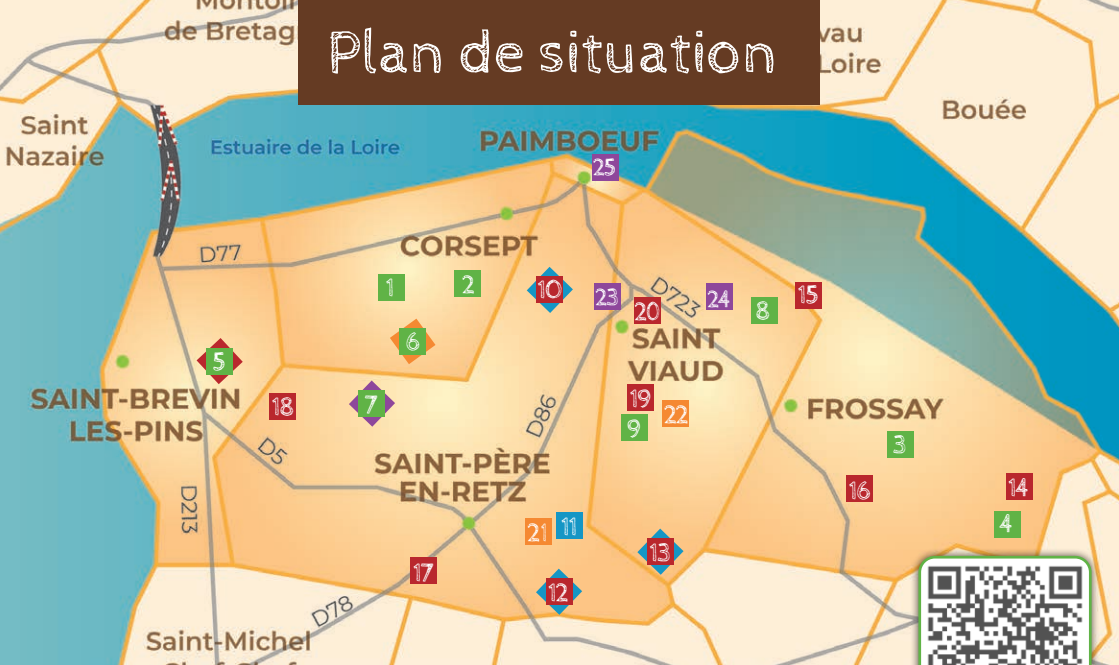 Montoir
de Bretag
Plan de situation
vau
Loire
Bouée
Saint
Nazaire
Estuaire de la Loire
PAIMBOEUF
25
D77
CORSEPT
1
2
10
23
20
D723
24
8
15
6
SAINT
VIAUD
5
SAINT-BREVIN
LES-PINS
18
7
D86
19
22
9
FROSSAY
3
D5
SAINT-PÈRE
EN-RETZ
D213
16
14
4
21
11
13
17
12
D78
Saint-Michel